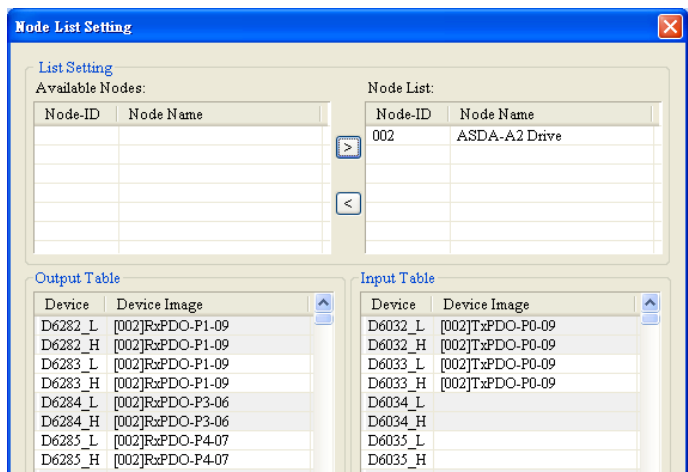 Node List Setting
List Setting
Available Nodes:
Node-ID Node Name
Node List:
Node-ID Node Name
002 ASDA-A2 Drive
>
<
Output Table
Device Device Image
D6282_L [002]RxPDO-P1-09
D6282_H [002]RxPDO-P1-09
D6283_L [002]RxPDO-P1-09
D6283_H [002]RxPDO-P1-09
D6284_L [002]RxPDO-P3-06
D6284_H [002]RxPDO-P3-06
D6285_L [002]RxPDO-P4-07
D6285_H [002]RxPDO-P4-07
Input Table
Device Device Image
D6032_L [002]TxPDO-P0-09
D6032_H [002]TxPDO-P0-09
D6033_L [002]TxPDO-P0-09
D6033_H [002]TxPDO-P0-09
D6034_L
D6034_H
D6035_L
D6035_H